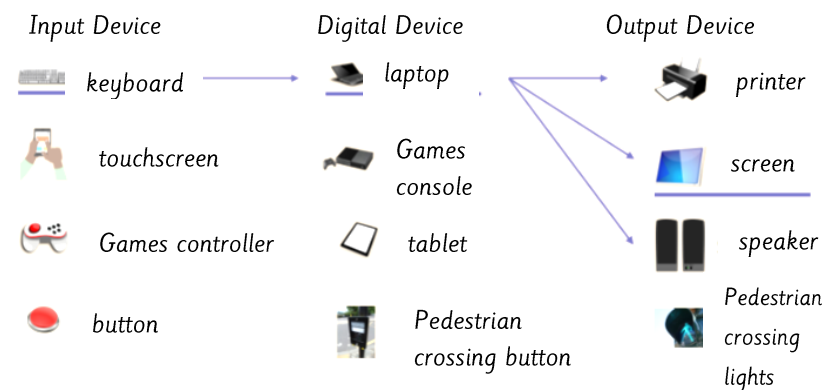 Input Device
Digital Device
Output Device
keyboard
laptop
printer
touchscreen
Games
console
screen
Games controller
tablet
speaker
button
Pedestrian
crossing button
Pedestrian
crossing
lights